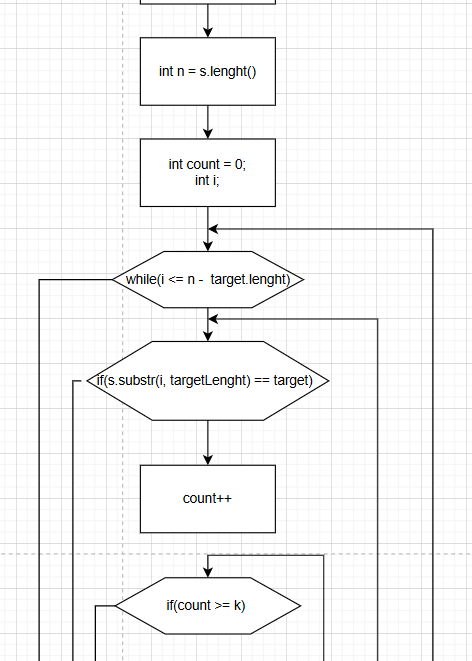 int n = s.lenght()
int count = 0;
int i;
while(i <= n - target.lenght)
if(s.substr(i, targetLenght) == target)
count++
if(count >= k)